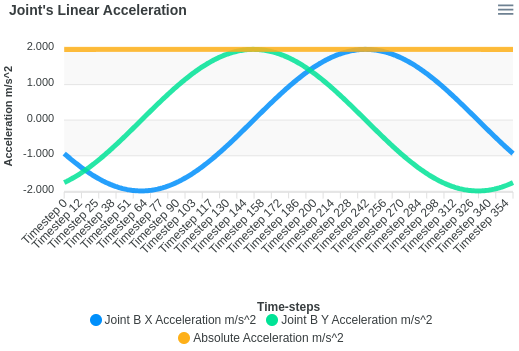 Joint's Linear Acceleration
Acceleration m/s^2
2.000
1.000
0.000
-1.000
-2.000
Timestep 0
Timestep 12
Timestep 25
Timestep 38
Timestep 51
Timestep 64
Timestep 77
Timestep 90
Timestep 103
Timestep 117
Timestep 130
Timestep 144
Timestep 158
Timestep 172
Timestep 186
Timestep 200
Timestep 214
Timestep 228
Timestep 242
Timestep 256
Timestep 270
Timestep 284
Timestep 298
Timestep 312
Timestep 326
Timestep 340
Timestep 354
Time-steps
Joint B X Acceleration m/s^2 Joint B Y Acceleration m/s^2
Absolute Acceleration m/s^2